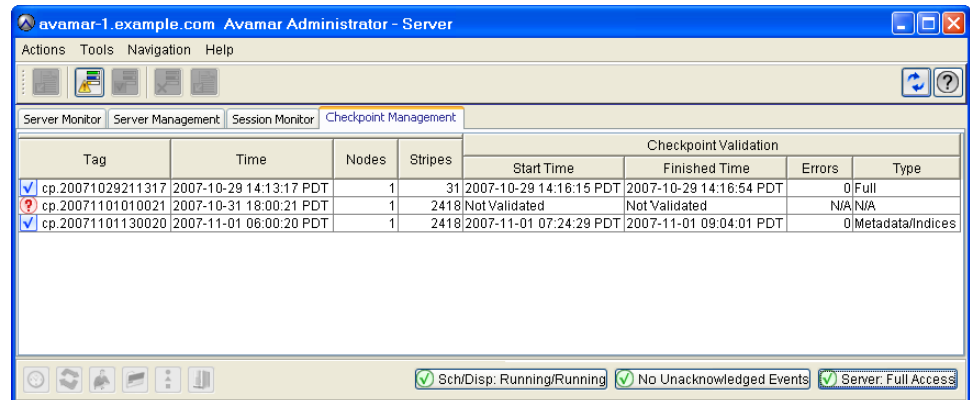 avamar-1.example.com Avamar Administrator - Server
Actions Tools Navigation Help
Server Monitor Server Management Session Monitor Checkpoint Management
Tag Time Nodes Stripes Checkpoint Validation
Start Time Finished Time Errors Type
cp.20071029211317 2007-10-29 14:13:17 PDT 1 31 2007-10-29 14:16:15 PDT 2007-10-29 14:16:54 PDT 0 Full
cp.20071101010021 2007-10-31 18:00:21 PDT 1 2418 Not Validated Not Validated N/A N/A
cp.20071101130020 2007-11-01 06:00:20 PDT 1 2418 2007-11-01 07:24:29 PDT 2007-11-01 09:04:01 PDT 0 Metadata/Indices
Sch/Disp: Running/Running No Unacknowledged Events Server: Full Access